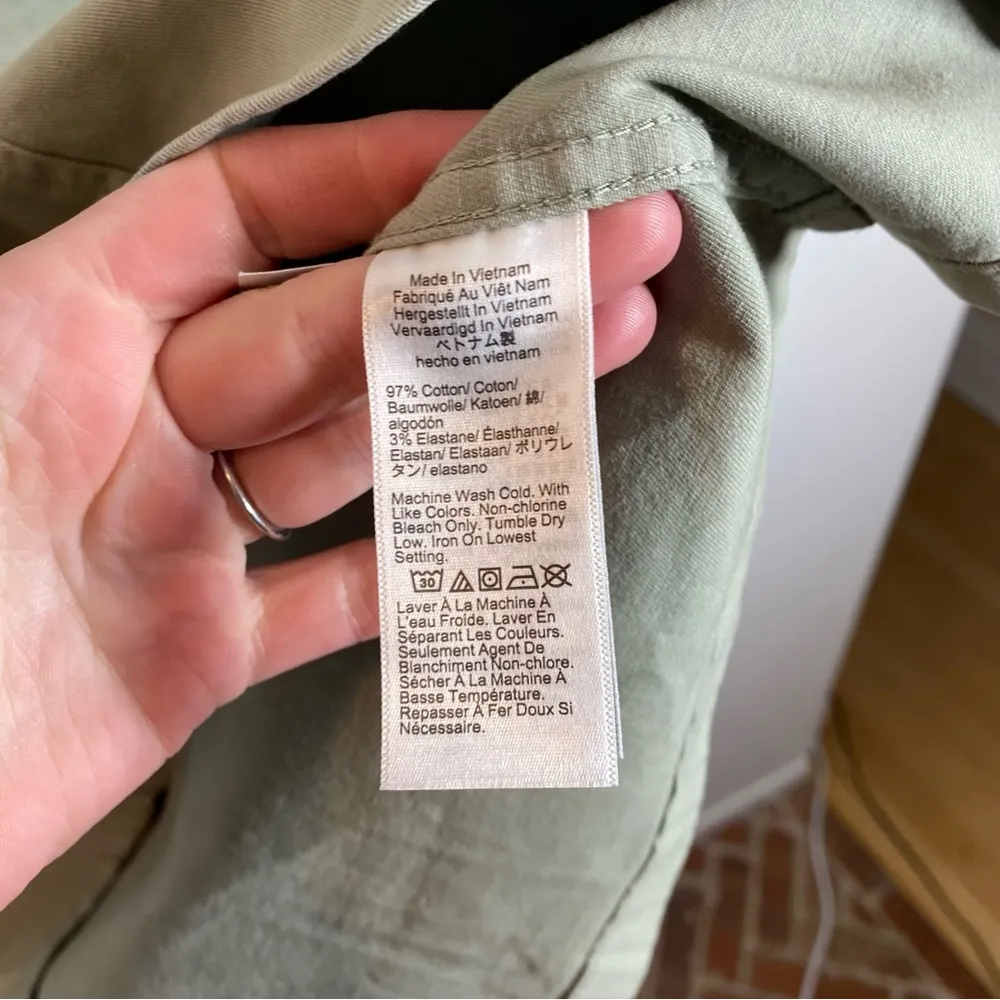 Made In Vietnam
Fabriqué Au Viêt Nam
Hergestellt In Vietnam
Vervaardigd In Vietnam
ベトナム製
hecho en vietnam
97% Cotton/ Coton/
Baumwolle/ Katoen/ 綿/
algodón
3% Elastane/ Élasthanne/
Elastan/ Elastaan/ ポリウレ
タン/ elastano
Machine Wash Cold. With
Like Colors. Non-chlorine
Bleach Only. Tumble Dry
Low. Iron On Lowest
Setting.
30
Laver À La Machine À
L'eau Froide. Laver En
Séparant Les Couleurs.
Seulement Agent De
Blanchiment Non-chlore.
Sécher À La Machine À
Basse Température.
Repasser À Fer Doux Si
Nécessaire.